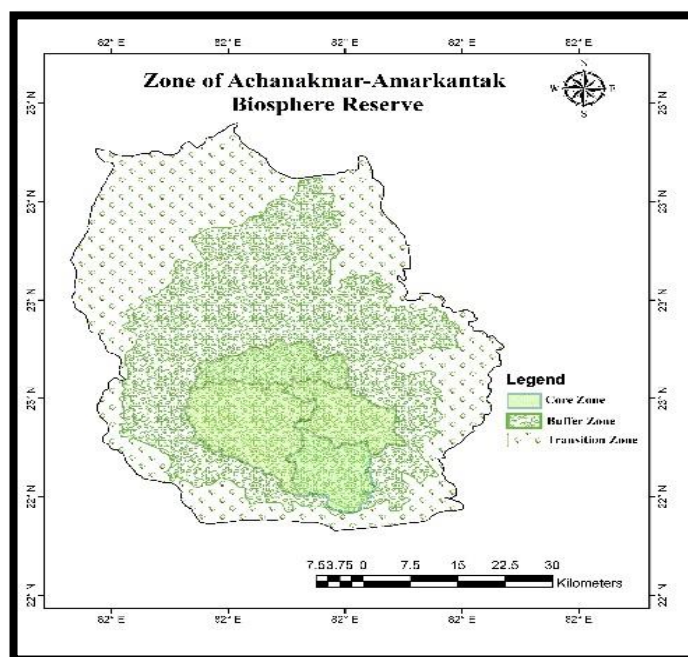 82° E 82° E 82° E 82° E 82° E
Zone of Achanakmar-Amarkantak
Biosphere Reserve
S
W E
S
23°N 23°N
23°N 23°N
23°N 23°N
23°N 23°N
Legend
Core Zone
Buffer Zone
Transition Zone
22°N 22°N
7.5 3.75 0 7.5 15 22.5 30
Kilometers
22°N 22°N
82° E 82° E 82° E 82° E 82° E